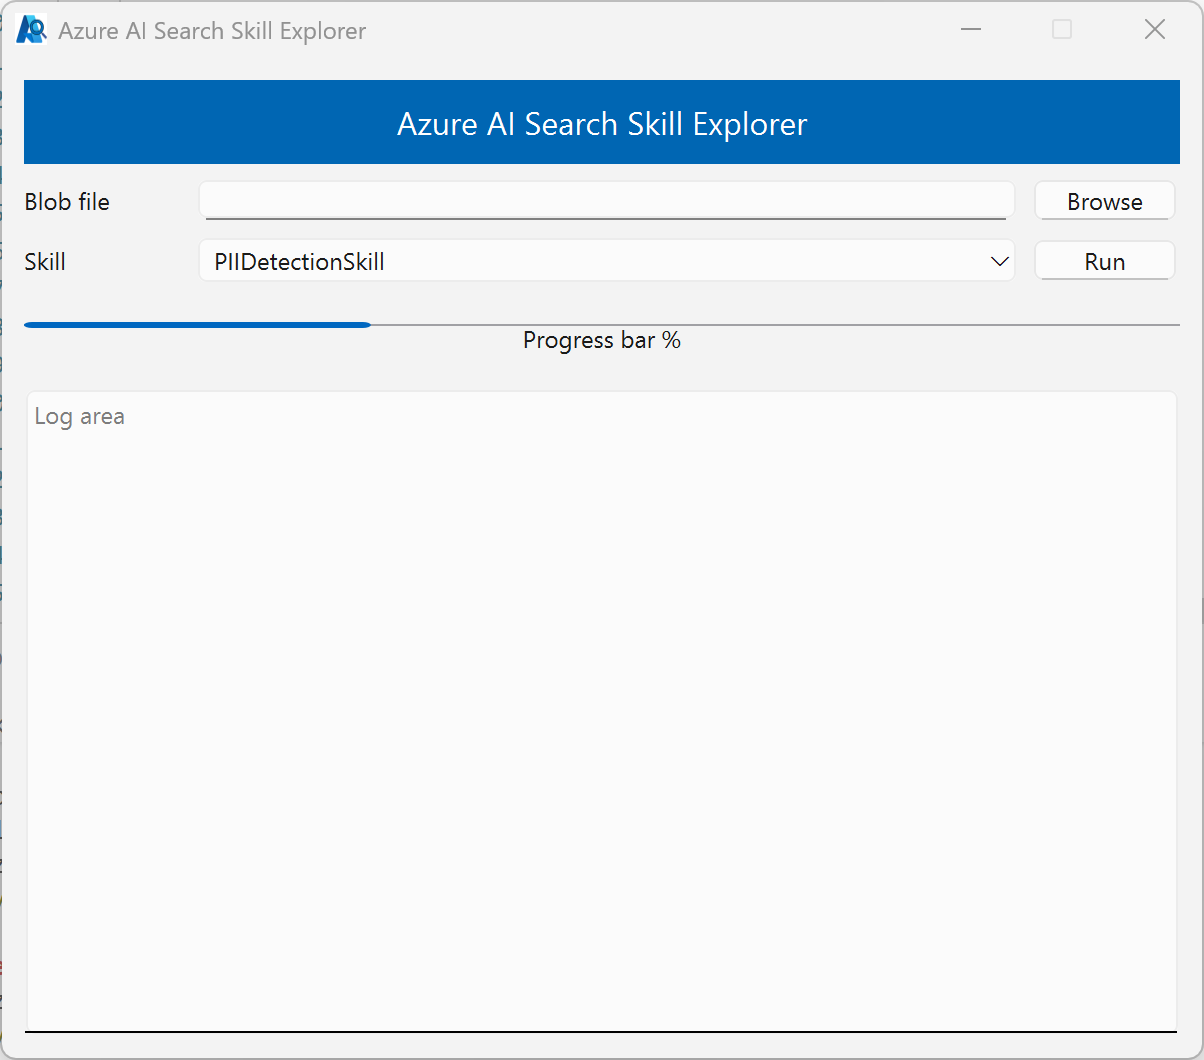 Azure AI Search Skill Explorer
Azure AI Search Skill Explorer
Blob file
Browse
Skill
PIIDetectionSkill
Run
Progress bar %
Log area